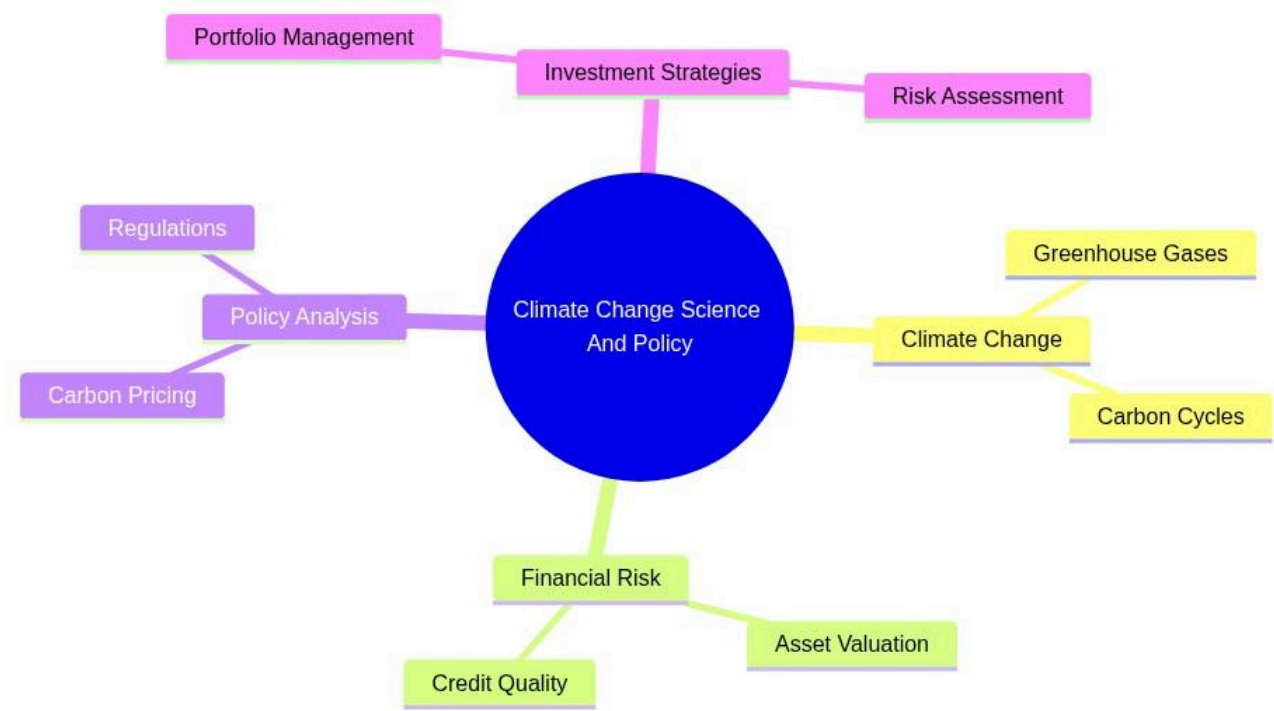 Portfolio Management
Investment Strategies
Risk Assessment
Regulations
Greenhouse Gases
Policy Analysis
Climate Change Science
And Policy
Climate Change
Carbon Pricing
Carbon Cycles
Financial Risk
Asset Valuation
Credit Quality